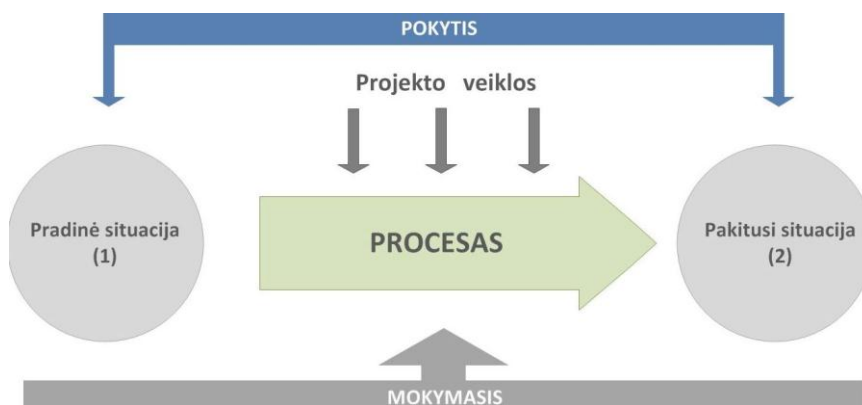 POKYTIS
Projekto veiklos
Pradinė situacija
(1)
PROCESAS
Pakitusi situacija
(2)
MOKYMASIS